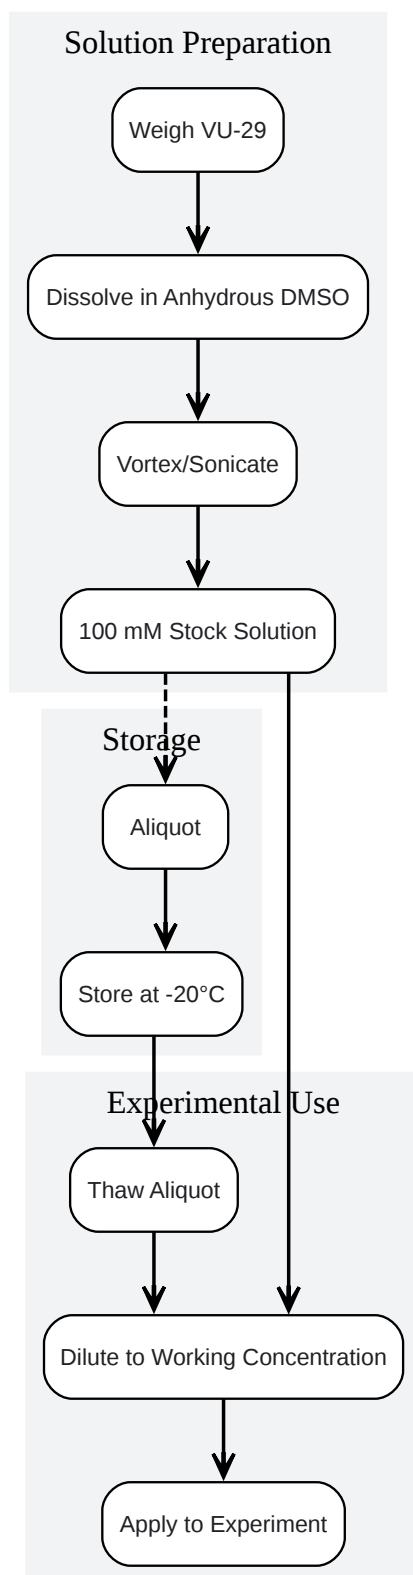 Solution Preparation
Weigh VU-29
Dissolve in Anhydrous DMSO
Vortex/Sonicate
100 mM Stock Solution
Storage
Aliquot
Store at -20°C
Experimental Use
Thaw Aliquot
Dilute to Working Concentration
Apply to Experiment